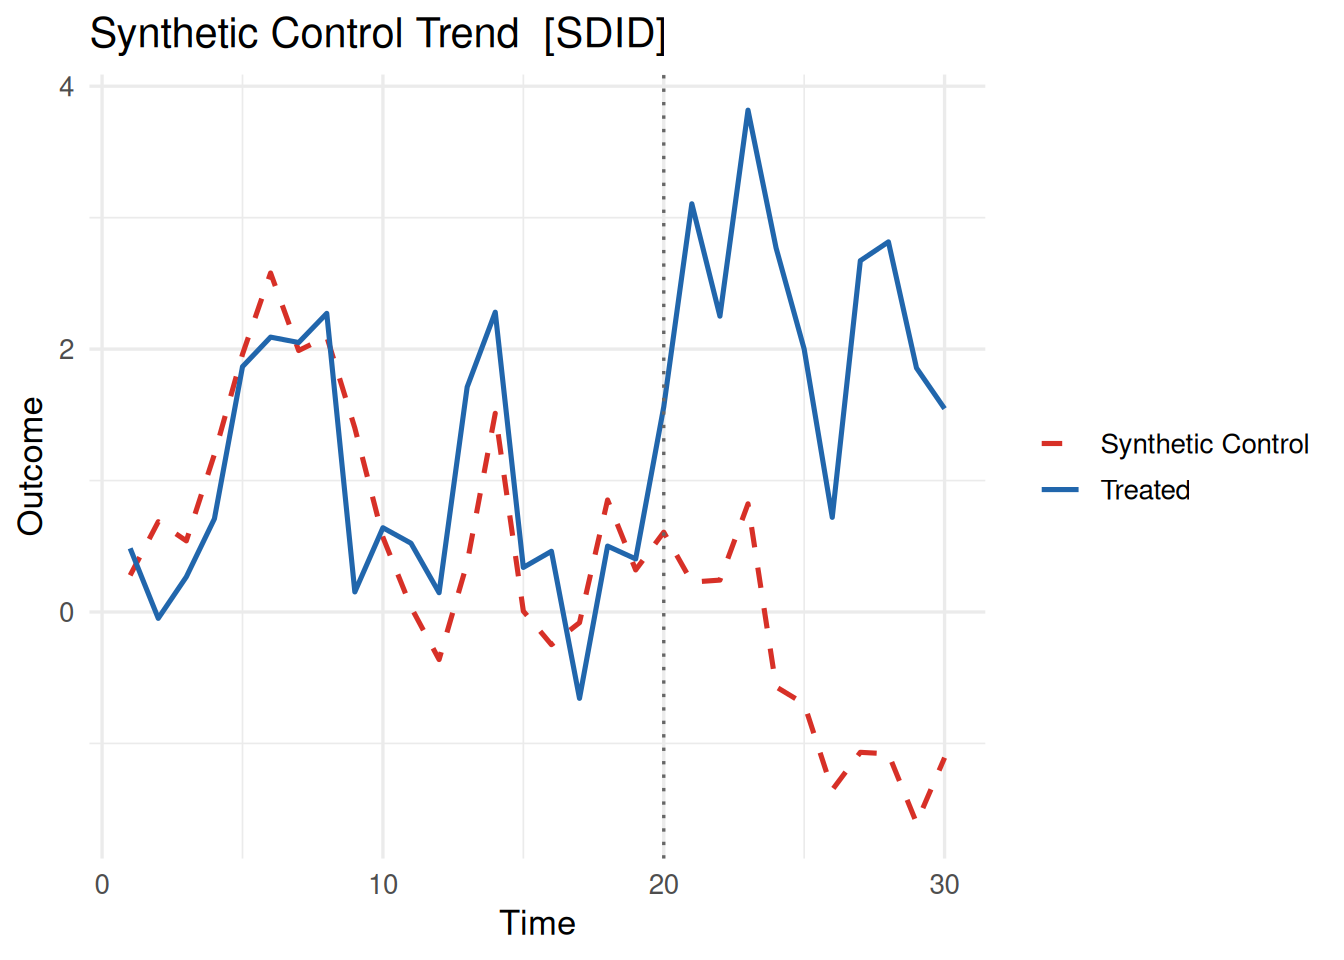 Synthetic Control Trend  [SDID]
4
2
0
Outcome
0 10 20 30
Time
Synthetic Control
Treated